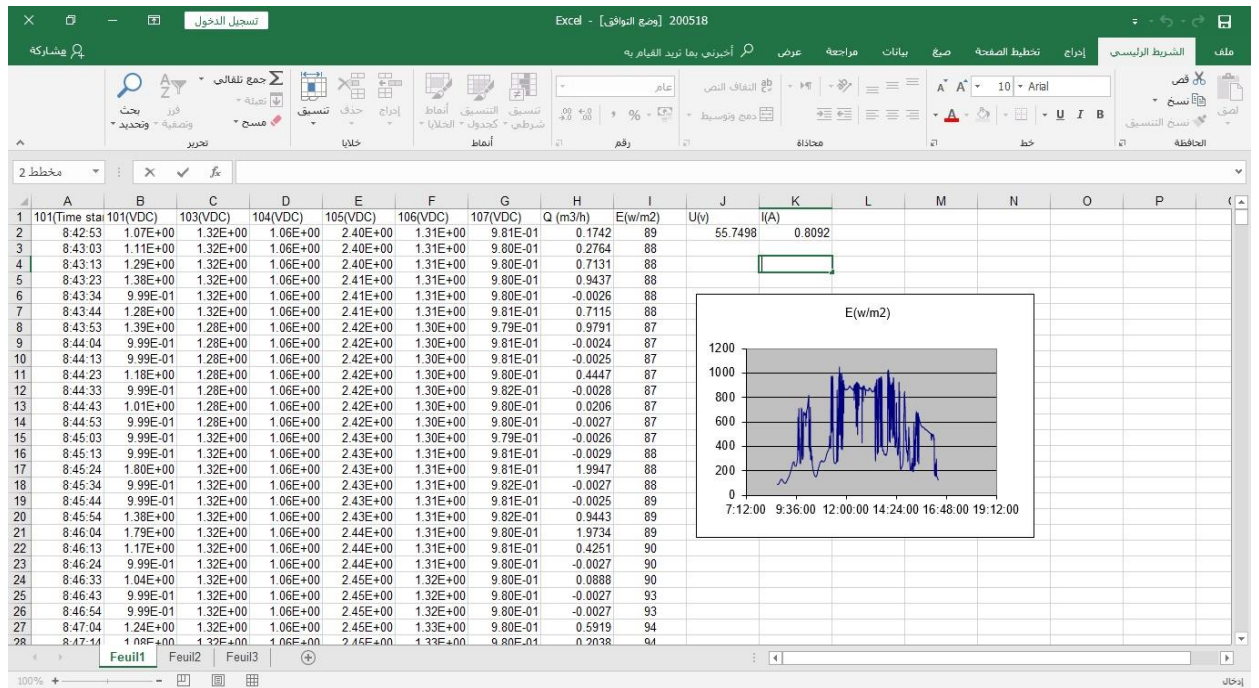 تسجيل الدخول
200518 [وضع التوافق] - Excel
ملف الشريط الرئيسي إدراج تخطيط الصفحة صيغ بيانات مراجعة عرض أخبرني بما تريد القيام به مشاركة
قص
نسخ
نسخ التنسيق
لصق
الحافظة
Arial 10
B I U
خط
التفاف النص
دمج وتوسيط
محاذاة
عام
%
رقم
تنسيق شرطي
التنسيق كجدول
أنماط الخلايا
أنماط
إدراج
حذف
تنسيق
خلايا
جمع تلقائي
تعبئة
مسح
فرز وتصفية
بحث وتحديد
تحرير
مخطط 2
fx
A B C D E F G H I J K L M N O P
1 101(Time sta 101(VDC) 103(VDC) 104(VDC) 105(VDC) 106(VDC) 107(VDC) Q (m3/h) E(w/m2) U(v) I(A)
2 8:42:53 1.07E+00 1.32E+00 1.06E+00 2.40E+00 1.31E+00 9.81E-01 0.1742 89 55.7498 0.8092
3 8:43:03 1.11E+00 1.32E+00 1.06E+00 2.40E+00 1.31E+00 9.80E-01 0.2764 88
4 8:43:13 1.29E+00 1.32E+00 1.06E+00 2.40E+00 1.31E+00 9.80E-01 0.7131 88
5 8:43:23 1.38E+00 1.32E+00 1.06E+00 2.41E+00 1.31E+00 9.80E-01 0.9437 88
6 8:43:34 9.99E-01 1.32E+00 1.06E+00 2.41E+00 1.31E+00 9.80E-01 -0.0026 88
7 8:43:44 1.28E+00 1.32E+00 1.06E+00 2.41E+00 1.31E+00 9.81E-01 0.7115 88
8 8:43:53 1.39E+00 1.28E+00 1.06E+00 2.42E+00 1.30E+00 9.79E-01 0.9791 87
9 8:44:04 9.99E-01 1.28E+00 1.06E+00 2.42E+00 1.30E+00 9.81E-01 -0.0024 87
10 8:44:13 9.99E-01 1.28E+00 1.06E+00 2.42E+00 1.30E+00 9.81E-01 -0.0025 87
11 8:44:23 1.18E+00 1.28E+00 1.06E+00 2.42E+00 1.30E+00 9.80E-01 0.4447 87
12 8:44:33 9.99E-01 1.28E+00 1.06E+00 2.42E+00 1.30E+00 9.82E-01 -0.0028 87
13 8:44:43 1.01E+00 1.28E+00 1.06E+00 2.42E+00 1.30E+00 9.80E-01 0.0206 87
14 8:44:53 9.99E-01 1.28E+00 1.06E+00 2.42E+00 1.30E+00 9.80E-01 -0.0027 87
15 8:45:03 9.99E-01 1.32E+00 1.06E+00 2.43E+00 1.30E+00 9.79E-01 -0.0026 87
16 8:45:13 9.99E-01 1.32E+00 1.06E+00 2.43E+00 1.31E+00 9.81E-01 -0.0029 88
17 8:45:24 1.80E+00 1.32E+00 1.06E+00 2.43E+00 1.31E+00 9.81E-01 1.9947 88
18 8:45:34 9.99E-01 1.32E+00 1.06E+00 2.43E+00 1.31E+00 9.82E-01 -0.0027 88
19 8:45:44 9.99E-01 1.32E+00 1.06E+00 2.43E+00 1.31E+00 9.81E-01 -0.0025 89
20 8:45:54 1.38E+00 1.32E+00 1.06E+00 2.43E+00 1.31E+00 9.82E-01 0.9443 89
21 8:46:04 1.79E+00 1.32E+00 1.06E+00 2.44E+00 1.31E+00 9.80E-01 1.9734 89
22 8:46:13 1.17E+00 1.32E+00 1.06E+00 2.44E+00 1.31E+00 9.81E-01 0.4251 90
23 8:46:24 9.99E-01 1.32E+00 1.06E+00 2.44E+00 1.31E+00 9.80E-01 -0.0027 90
24 8:46:33 1.04E+00 1.32E+00 1.06E+00 2.45E+00 1.32E+00 9.80E-01 0.0888 90
25 8:46:43 9.99E-01 1.32E+00 1.06E+00 2.45E+00 1.32E+00 9.80E-01 -0.0027 93
26 8:46:54 9.99E-01 1.32E+00 1.06E+00 2.45E+00 1.32E+00 9.80E-01 -0.0027 93
27 8:47:04 1.24E+00 1.32E+00 1.06E+00 2.45E+00 1.33E+00 9.80E-01 0.5919 94
28 8:47:14 1.08E+00 1.32E+00 1.06E+00 2.45E+00 1.33E+00 9.80E-01 0.2038 94
E(w/m2)
1200
1000
800
600
400
200
0
7:12:00 9:36:00 12:00:00 14:24:00 16:48:00 19:12:00
Feuil1 Feuil2 Feuil3
100%
إدخال